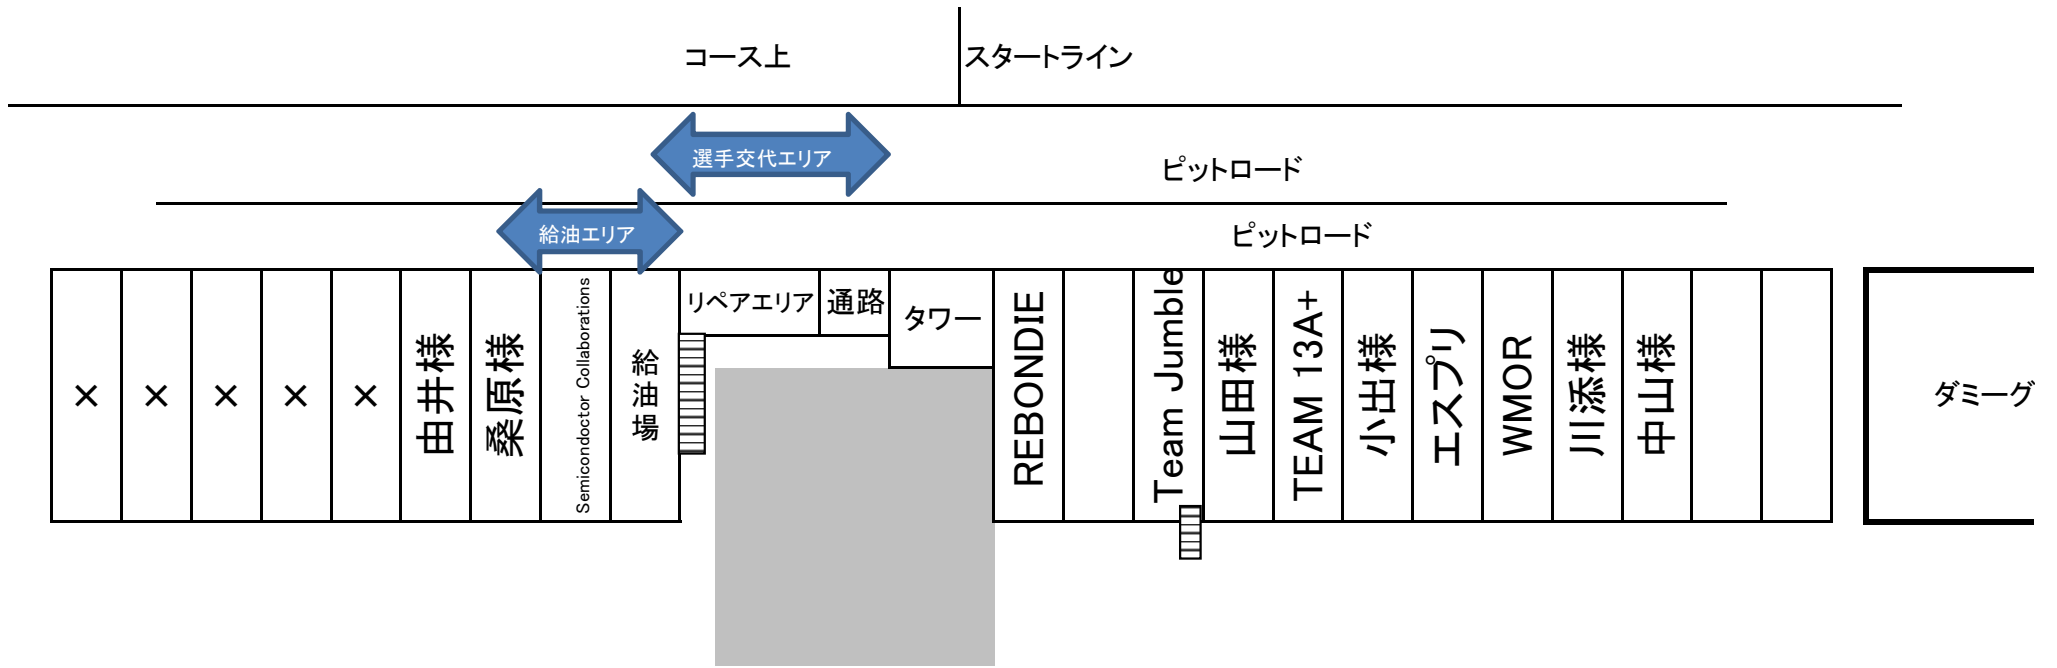 コース上
スタートライン
選手交代エリア
ピットロード
給油エリア
ピットロード
×
×
×
×
×
由井様
桑原様
Semicondoctor Collaborations
給油場
リペアエリア
通路
タワー
REBONDIE
Team Jumble
山田様
TEAM 13A+
小出様
エスプリ
WMOR
川添様
中山様
ダミーグ